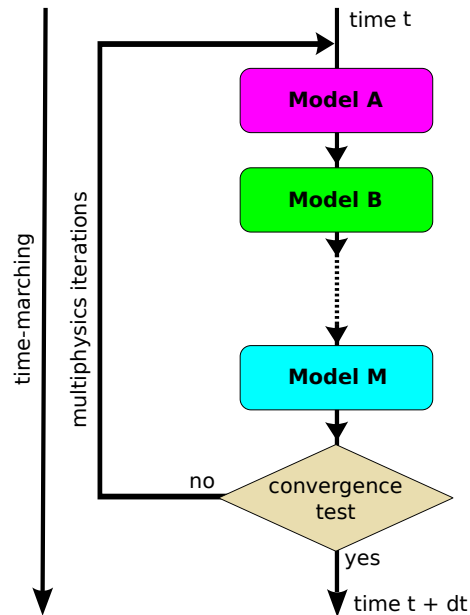 time t
Model A
Model B
time-marching
multiphysics iterations
Model M
no
convergence
test
yes
time t + dt